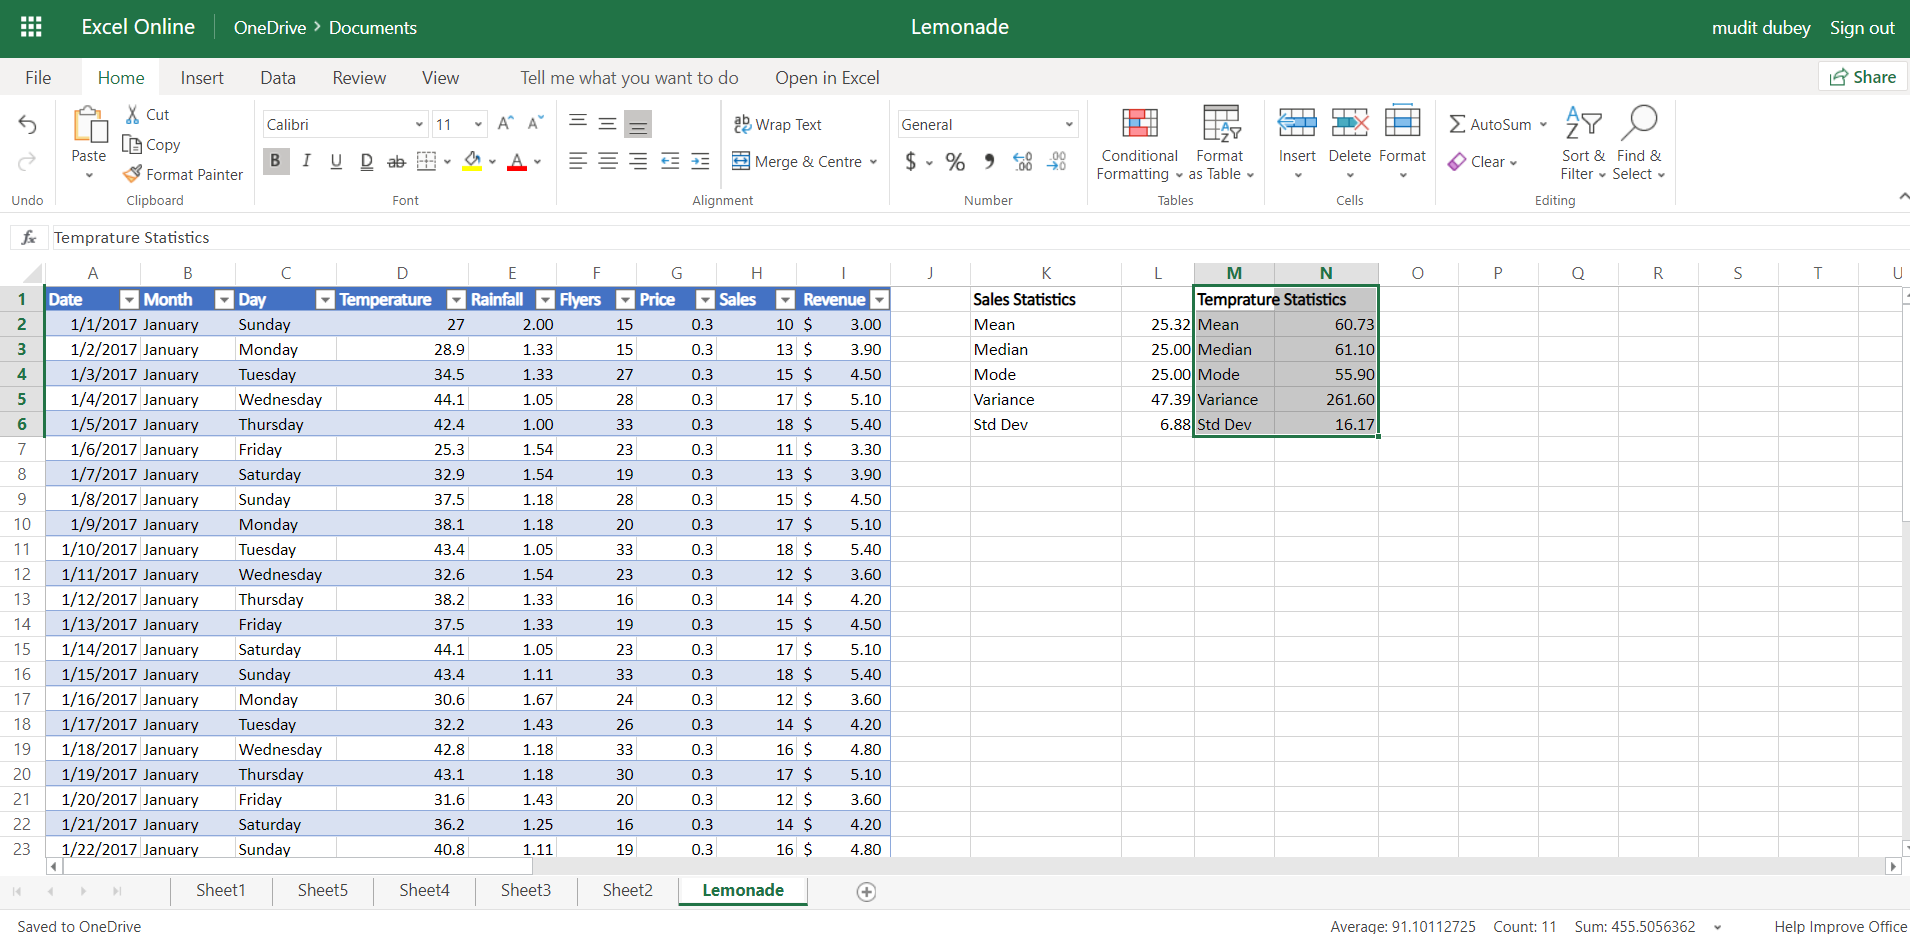 Excel Online OneDrive > Documents Lemonade mudit dubey Sign out
File Home Insert Data Review View Tell me what you want to do Open in Excel Share
Cut
Copy
Format Painter
Paste
Calibri 11
B I U D ab
Wrap Text
Merge & Centre
General
$ % , .00 .00
Conditional Formatting
Format as Table
Insert Delete Format
AutoSum
Clear
Sort & Filter
Find & Select
Undo Clipboard Font Alignment Number Tables Cells Editing
fx Temprature Statistics
A B C D E F G H I J K L M N O P Q R S T U
1 Date Month Day Temperature Rainfall Flyers Price Sales Revenue Sales Statistics Temprature Statistics
2 1/1/2017 January Sunday 27 2.00 15 0.3 10 $ 3.00 Mean 25.32 Mean 60.73
3 1/2/2017 January Monday 28.9 1.33 15 0.3 13 $ 3.90 Median 25.00 Median 61.10
4 1/3/2017 January Tuesday 34.5 1.33 27 0.3 15 $ 4.50 Mode 25.00 Mode 55.90
5 1/4/2017 January Wednesday 44.1 1.05 28 0.3 17 $ 5.10 Variance 47.39 Variance 261.60
6 1/5/2017 January Thursday 42.4 1.00 33 0.3 18 $ 5.40 Std Dev 6.88 Std Dev 16.17
7 1/6/2017 January Friday 25.3 1.54 23 0.3 11 $ 3.30
8 1/7/2017 January Saturday 32.9 1.54 19 0.3 13 $ 3.90
9 1/8/2017 January Sunday 37.5 1.18 28 0.3 15 $ 4.50
10 1/9/2017 January Monday 38.1 1.18 20 0.3 17 $ 5.10
11 1/10/2017 January Tuesday 43.4 1.05 33 0.3 18 $ 5.40
12 1/11/2017 January Wednesday 32.6 1.54 23 0.3 12 $ 3.60
13 1/12/2017 January Thursday 38.2 1.33 16 0.3 14 $ 4.20
14 1/13/2017 January Friday 37.5 1.33 19 0.3 15 $ 4.50
15 1/14/2017 January Saturday 44.1 1.05 23 0.3 17 $ 5.10
16 1/15/2017 January Sunday 43.4 1.11 33 0.3 18 $ 5.40
17 1/16/2017 January Monday 30.6 1.67 24 0.3 12 $ 3.60
18 1/17/2017 January Tuesday 32.2 1.43 26 0.3 14 $ 4.20
19 1/18/2017 January Wednesday 42.8 1.18 33 0.3 16 $ 4.80
20 1/19/2017 January Thursday 43.1 1.18 30 0.3 17 $ 5.10
21 1/20/2017 January Friday 31.6 1.43 20 0.3 12 $ 3.60
22 1/21/2017 January Saturday 36.2 1.25 16 0.3 14 $ 4.20
23 1/22/2017 January Sunday 40.8 1.11 19 0.3 16 $ 4.80
Sheet1 Sheet5 Sheet4 Sheet3 Sheet2 Lemonade
Saved to OneDrive Average: 91.10112725 Count: 11 Sum: 455.5056362 Help Improve Office